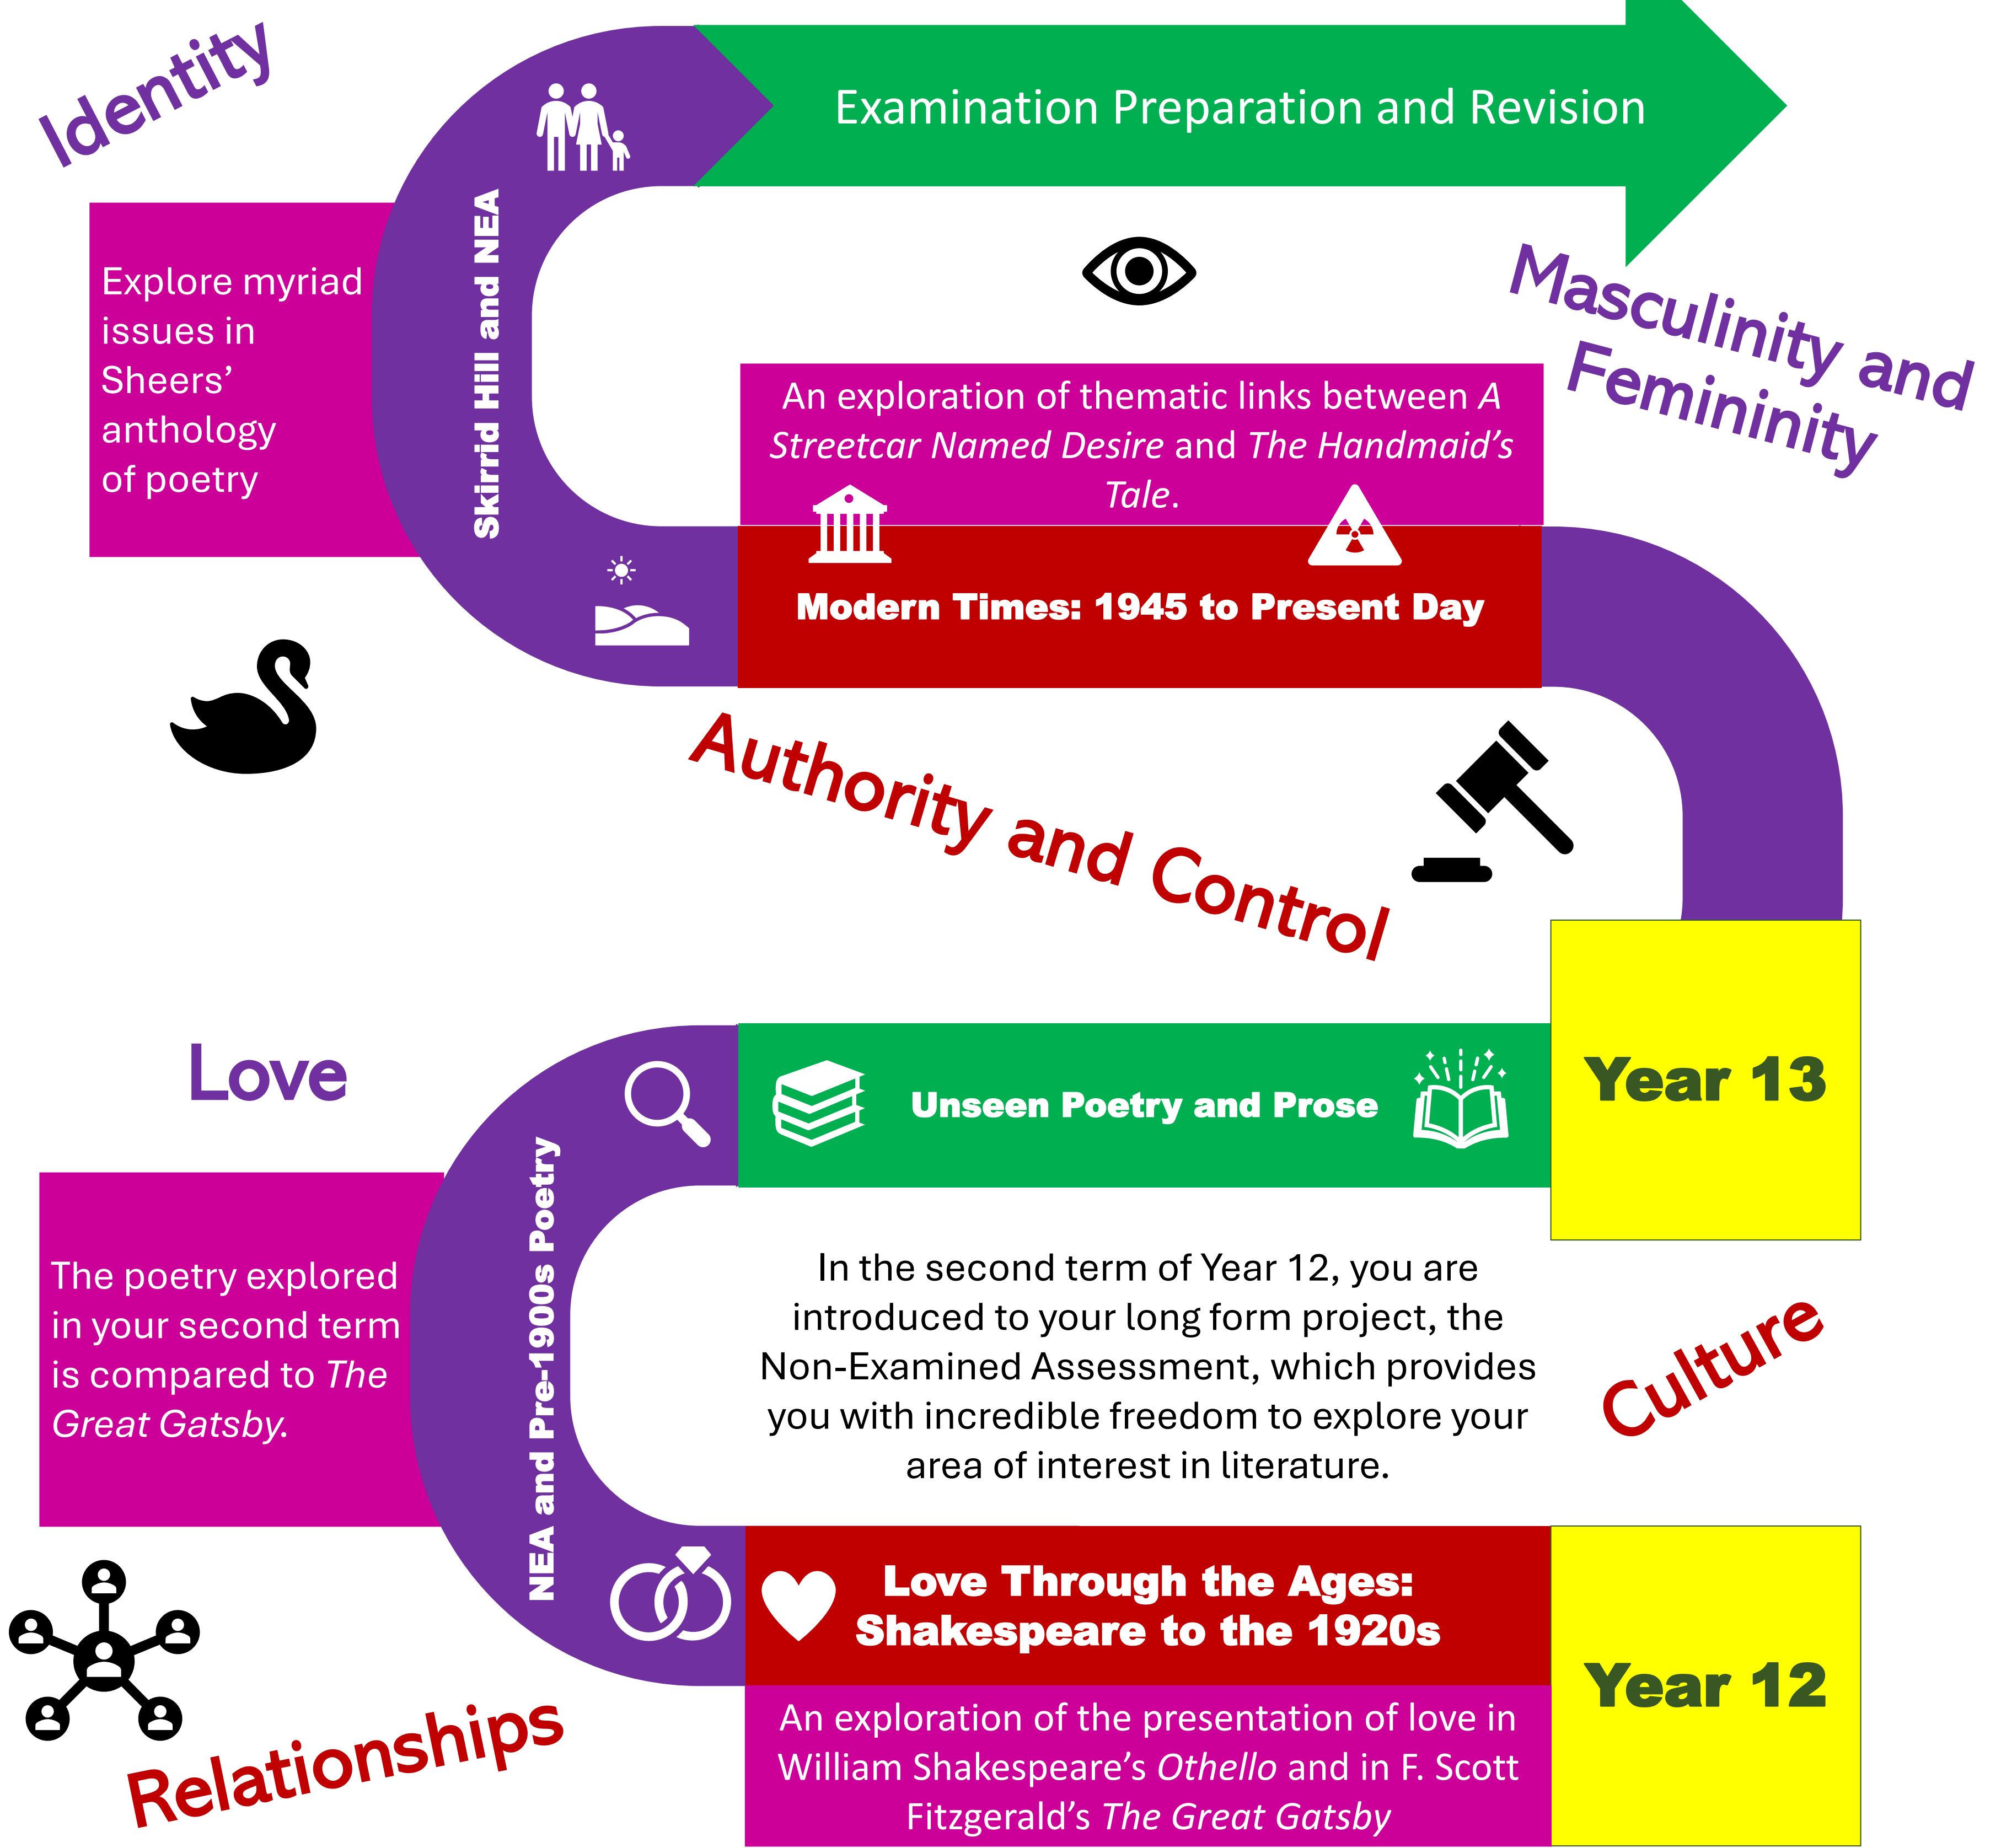 Identity
Examination Preparation and Revision
Skirrid Hill and NEA
Explore myriad
issues in
Sheers’
anthology
of poetry
Masculinity and
Femininity
An exploration of thematic links between A
Streetcar Named Desire and The Handmaid’s
Tale.
Modern Times: 1945 to Present Day
Authority and Control
Year 13
Love
Unseen Poetry and Prose
NEA and Pre-1900s Poetry
The poetry explored
in your second term
is compared to The
Great Gatsby.
In the second term of Year 12, you are
introduced to your long form project, the
Non-Examined Assessment, which provides
you with incredible freedom to explore your
area of interest in literature.
Culture
Love Through the Ages:
Shakespeare to the 1920s
Year 12
An exploration of the presentation of love in
William Shakespeare’s Othello and in F. Scott
Fitzgerald’s The Great Gatsby
Relationships